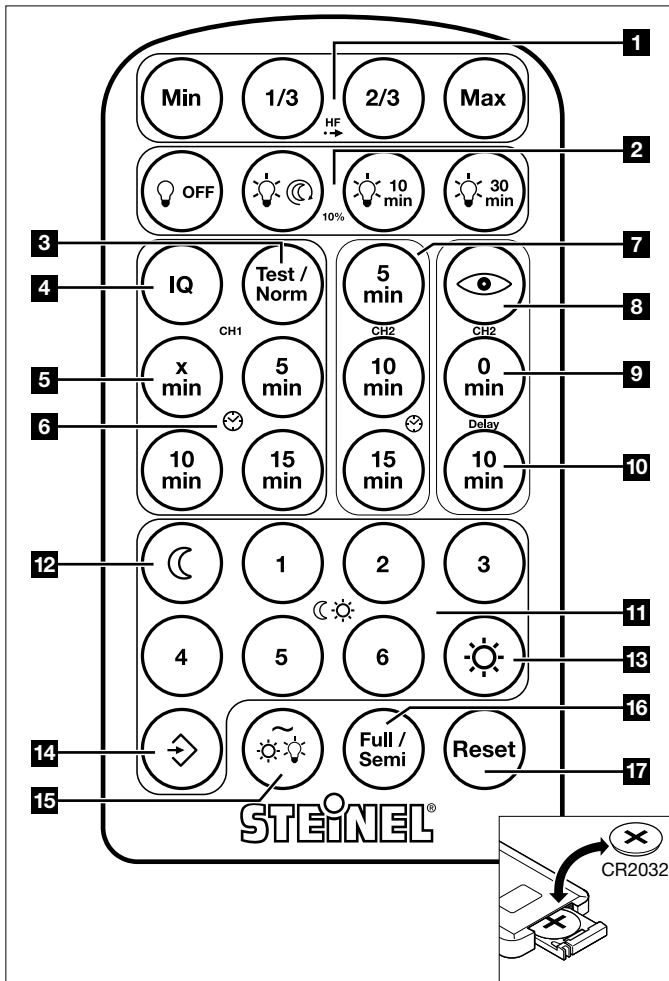 1
Min 1/3 2/3 Max
HF
2
OFF 10 min 30 min
10%
3
7
4
IQ Test / Norm 5 min
8
CH1 CH2 CH2
5
x min 5 min 10 min 0 min
9
6
Delay
10 min 15 min 15 min 10 min
10
12
1 2 3
11
4 5 6
13
16
14
Full / Semi Reset
17
15
STEINEL®
CR2032